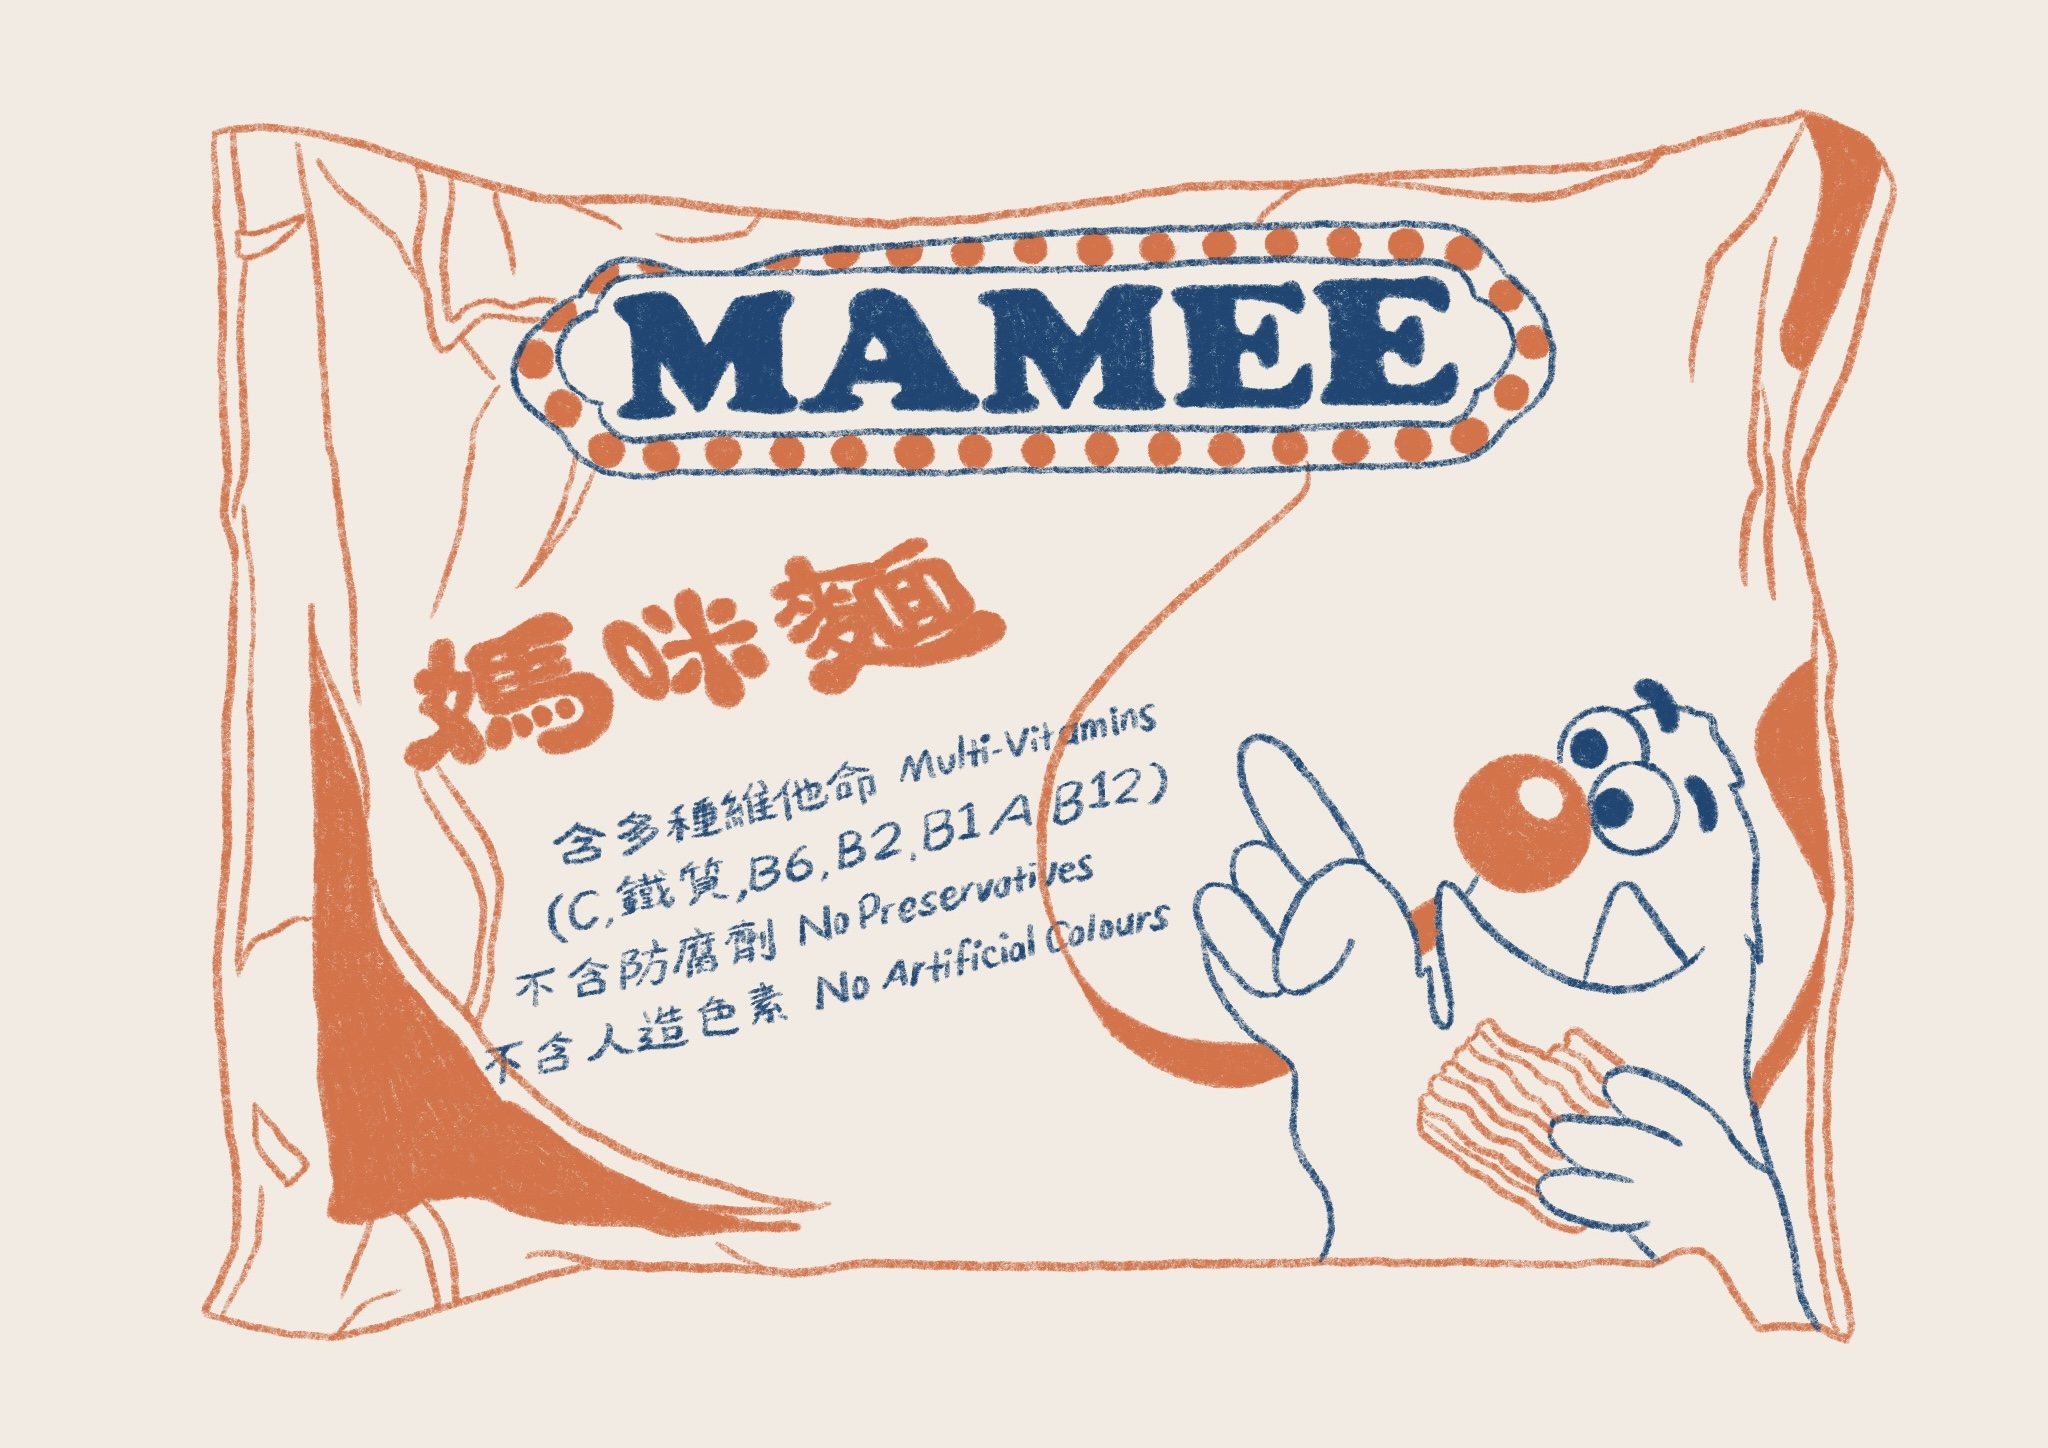 MAMEE
媽咪麵
含多種維他命 Multi-Vitamins
(C,鐵質,B6,B2,B1 A B12)
不含防腐劑 No Preservatives
不含人造色素 No Artificial Colours